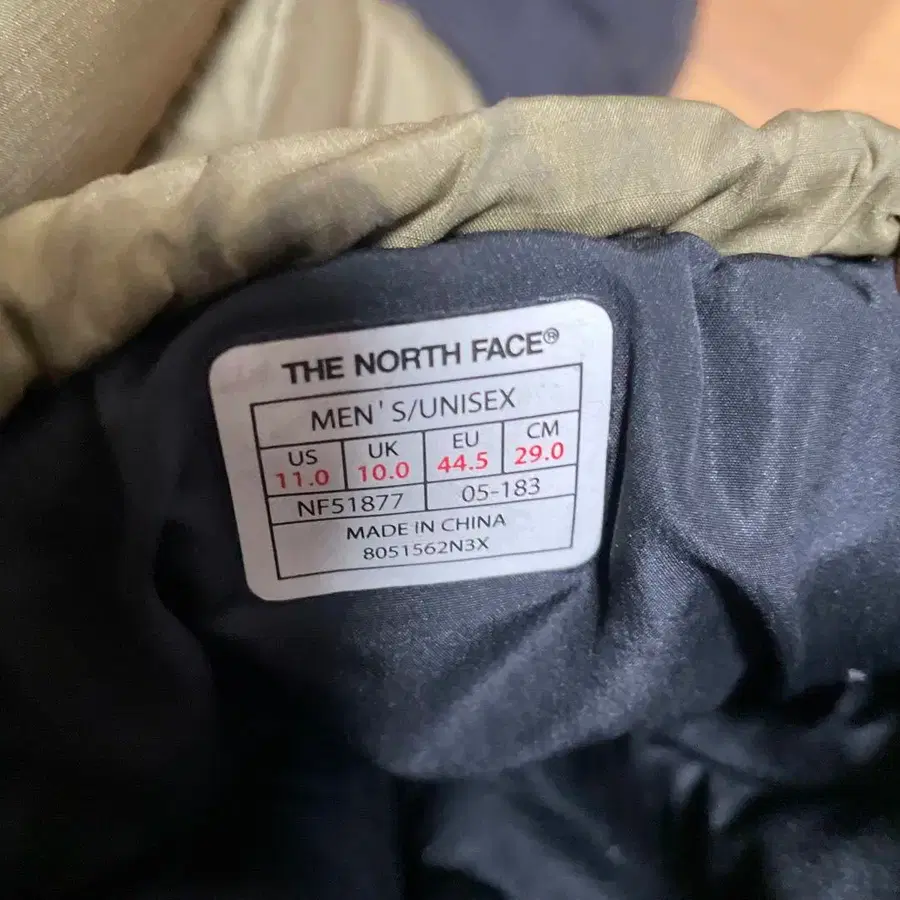 THE NORTH FACE®
MEN'S/UNISEX
US UK EU CM
11.0 10.0 44.5 29.0
NF51877 05-183
MADE IN CHINA
8051562N3X